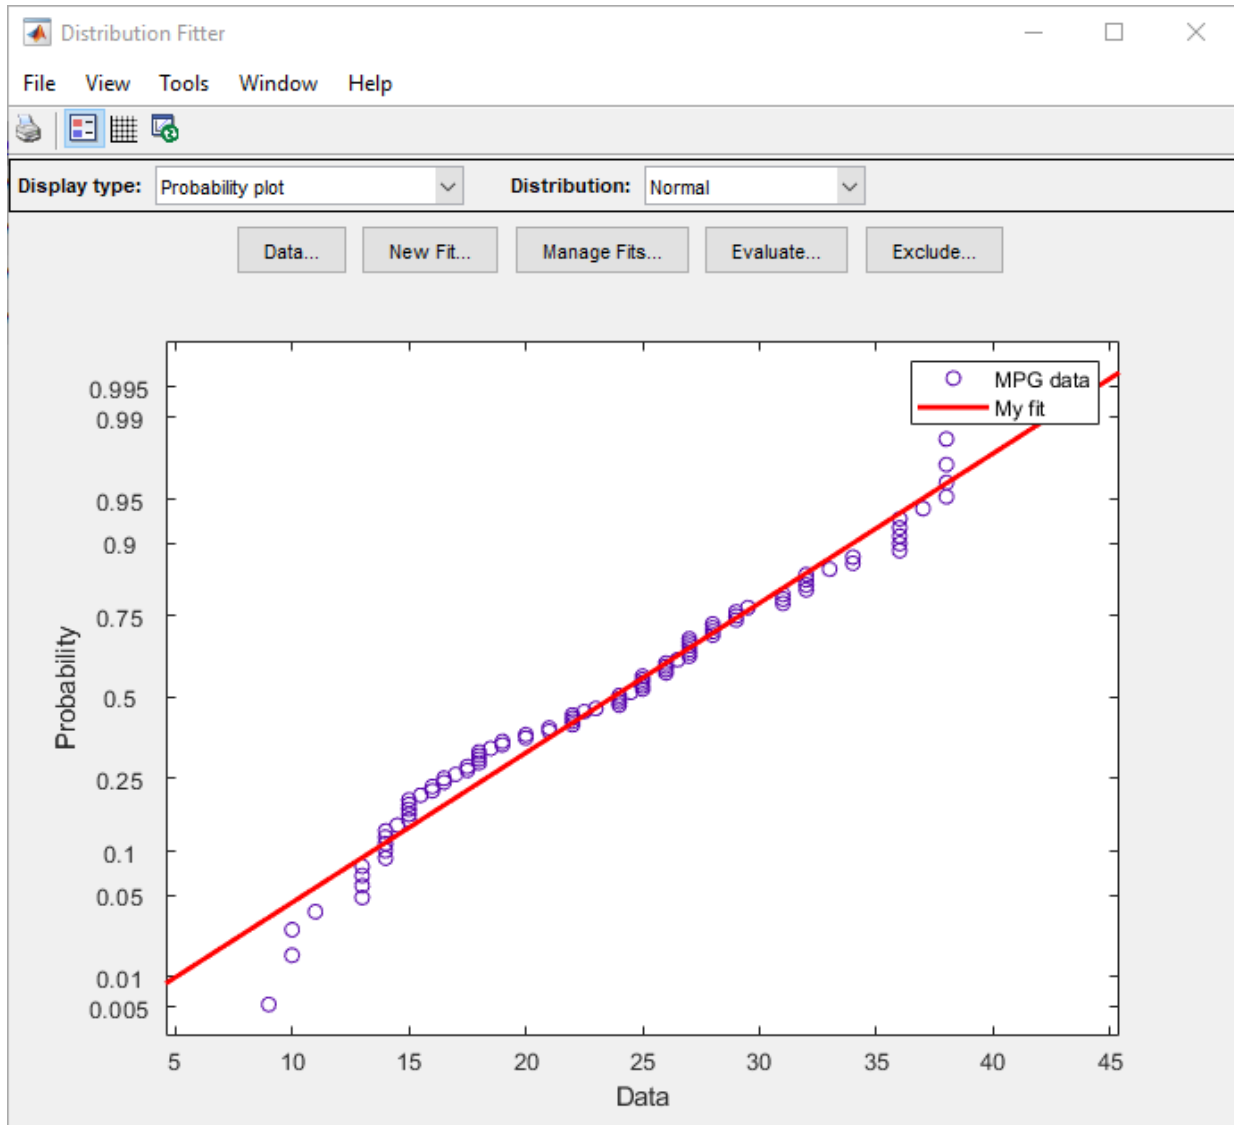 Distribution Fitter
File View Tools Window Help
Display type: Probability plot Distribution: Normal
Data... New Fit... Manage Fits... Evaluate... Exclude...
MPG data
My fit
0.995
0.99
0.95
0.9
0.75
0.5
0.25
0.1
0.05
0.01
0.005
Probability
5 10 15 20 25 30 35 40 45
Data